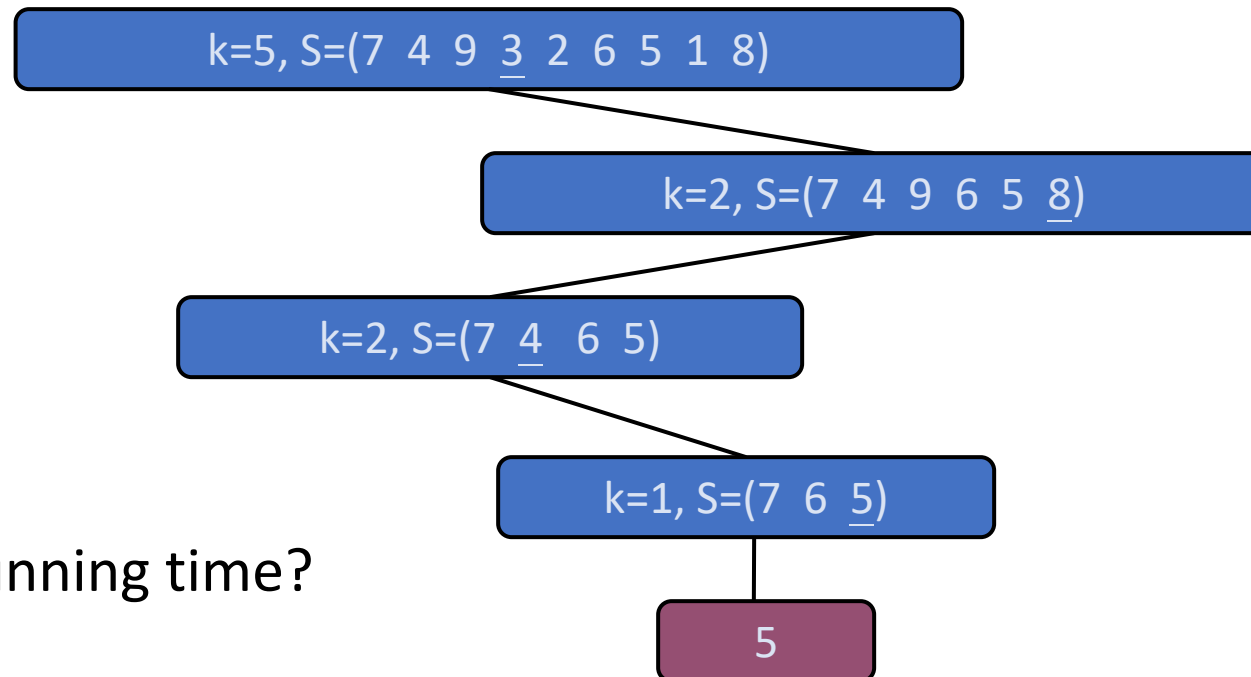 k=5, S=(7 4 9 3 2 6 5 1 8)
k=2, S=(7 4 9 6 5 8)
k=2, S=(7 4 6 5)
k=1, S=(7 6 5)
time?
5